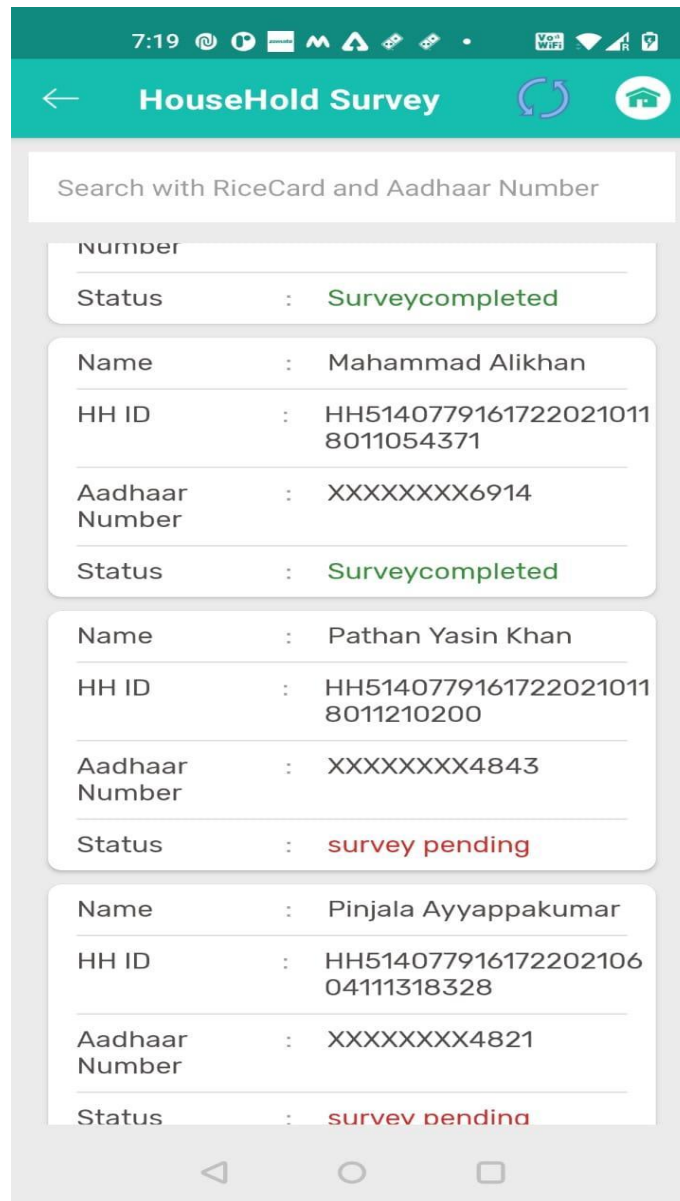 7:19
HouseHold Survey
Search with RiceCard and Aadhaar Number
Number
Status : Surveycompleted
Name : Mahammad Alikhan
HH ID : HH5140779161722021011
8011054371
Aadhaar : XXXXXXXX6914
Number
Status : Surveycompleted
Name : Pathan Yasin Khan
HH ID : HH5140779161722021011
8011210200
Aadhaar : XXXXXXXX4843
Number
Status : survey pending
Name : Pinjala Ayyappakumar
HH ID : HH514077916172202106
04111318328
Aadhaar : XXXXXXXX4821
Number
Status : survey pending